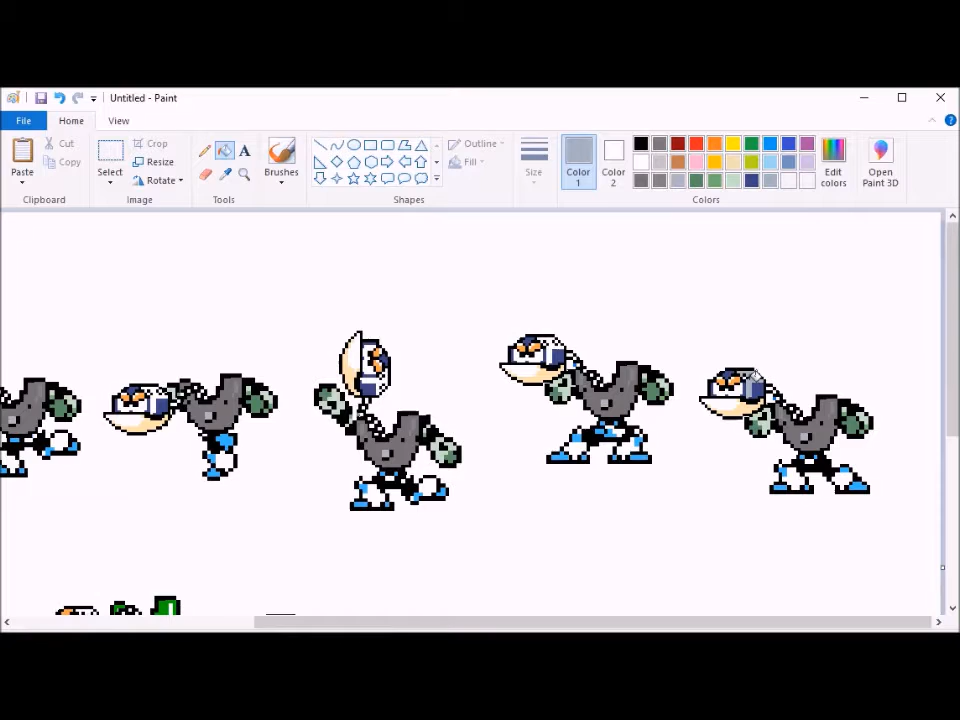 Untitled - Paint
File Home View
Paste
Cut
Copy
Clipboard
Select
Crop
Resize
Rotate
Image
A
Tools
Brushes
Outline
Fill
Shapes
Size
Color
1
Color
2
Colors
Edit
colors
Open
Paint 3D
?